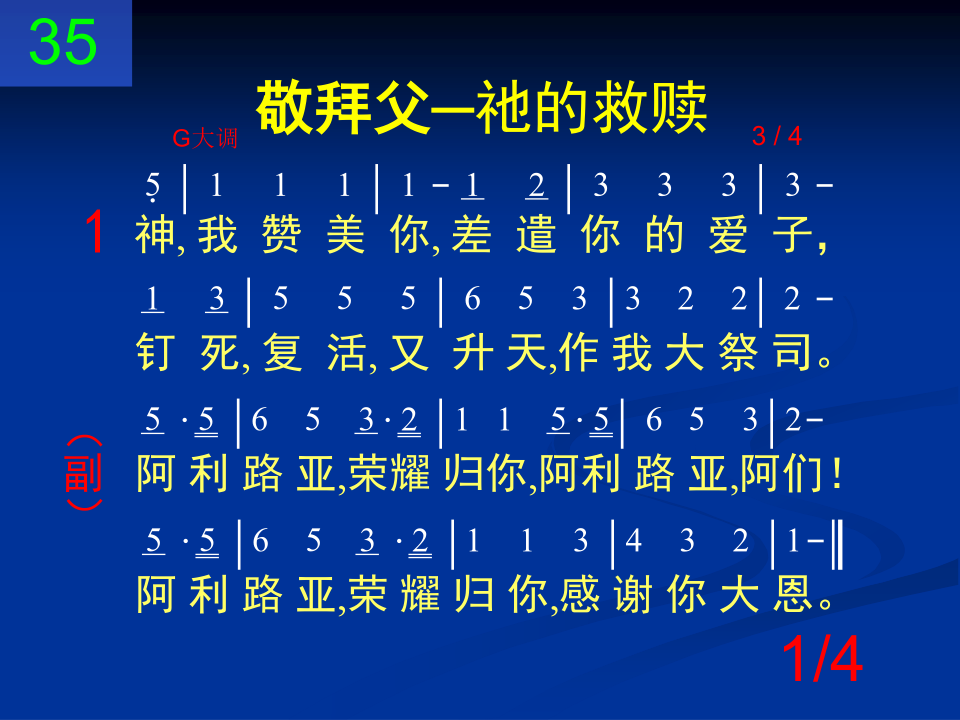 35
敬拜父─祂的救赎
G大调 3 / 4
5̣ | 1 1 1 | 1 - 1 2 | 3 3 3 | 3 -
1 神, 我 赞 美 你, 差 遣 你 的 爱 子，
1 3 | 5 5 5 | 6 5 3 | 3 2 2 | 2 -
钉 死, 复 活, 又 升 天,作 我 大 祭 司。
5 · 5 | 6 5 3 · 2 | 1 1 5 · 5 | 6 5 3 | 2 -
（副） 阿 利 路 亚,荣耀 归你,阿利 路 亚,阿们！
5 · 5 | 6 5 3 · 2 | 1 1 3 | 4 3 2 | 1 - ‖
阿 利 路 亚,荣 耀 归 你,感 谢 你 大 恩。
1/4